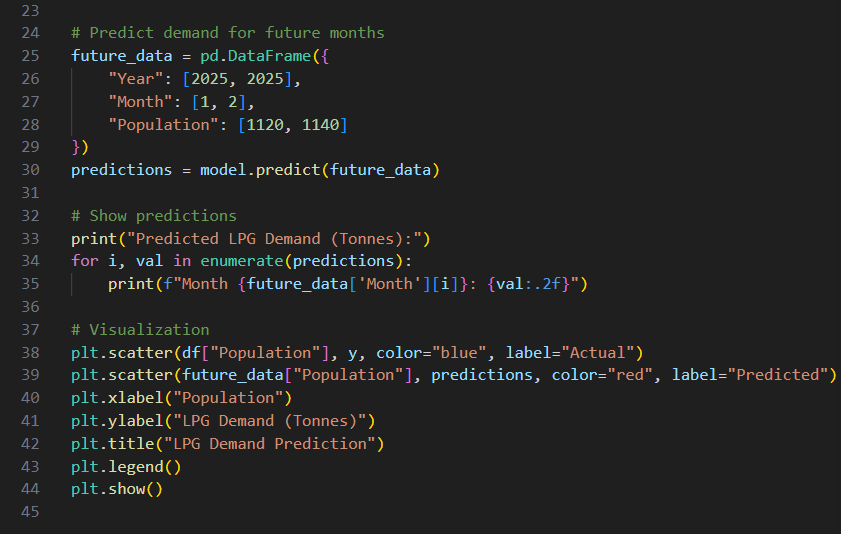 23
24 # Predict demand for future months
25 future_data = pd.DataFrame({
26     "Year": [2025, 2025],
27     "Month": [1, 2],
28     "Population": [1120, 1140]
29 })
30 predictions = model.predict(future_data)
31
32 # Show predictions
33 print("Predicted LPG Demand (Tonnes):")
34 for i, val in enumerate(predictions):
35     print(f"Month {future_data['Month'][i]}: {val:.2f}")
36
37 # Visualization
38 plt.scatter(df["Population"], y, color="blue", label="Actual")
39 plt.scatter(future_data["Population"], predictions, color="red", label="Predicted")
40 plt.xlabel("Population")
41 plt.ylabel("LPG Demand (Tonnes)")
42 plt.title("LPG Demand Prediction")
43 plt.legend()
44 plt.show()
45